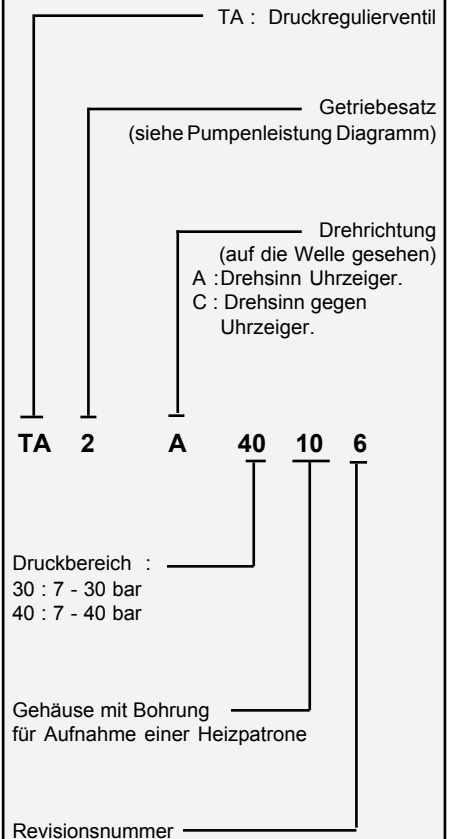 TA : Druckregulierventil
Getriebesatz
(siehe Pumpenleistung Diagramm)
Drehrichtung
(auf die Welle gesehen)
A :Drehsinn Uhrzeiger.
C : Drehsinn gegen
Uhrzeiger.
TA 2 A 40 10 6
Druckbereich :
30 : 7 - 30 bar
40 : 7 - 40 bar
Gehäuse mit Bohrung
für Aufnahme einer Heizpatrone
Revisionsnummer